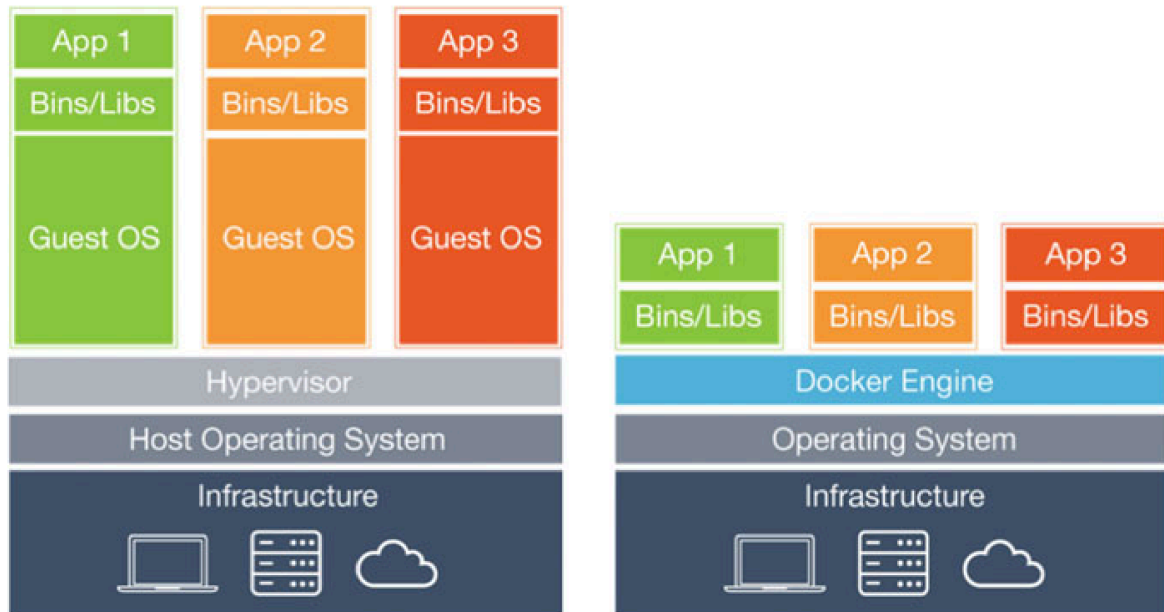 App 1
App 2
App 3
Bins/Libs
Bins/Libs
Bins/Libs
Guest OS
Guest OS
Guest OS
Hypervisor
Host Operating System
Infrastructure
App 1
App 2
App 3
Bins/Libs
Bins/Libs
Bins/Libs
Docker Engine
Operating System
Infrastructure